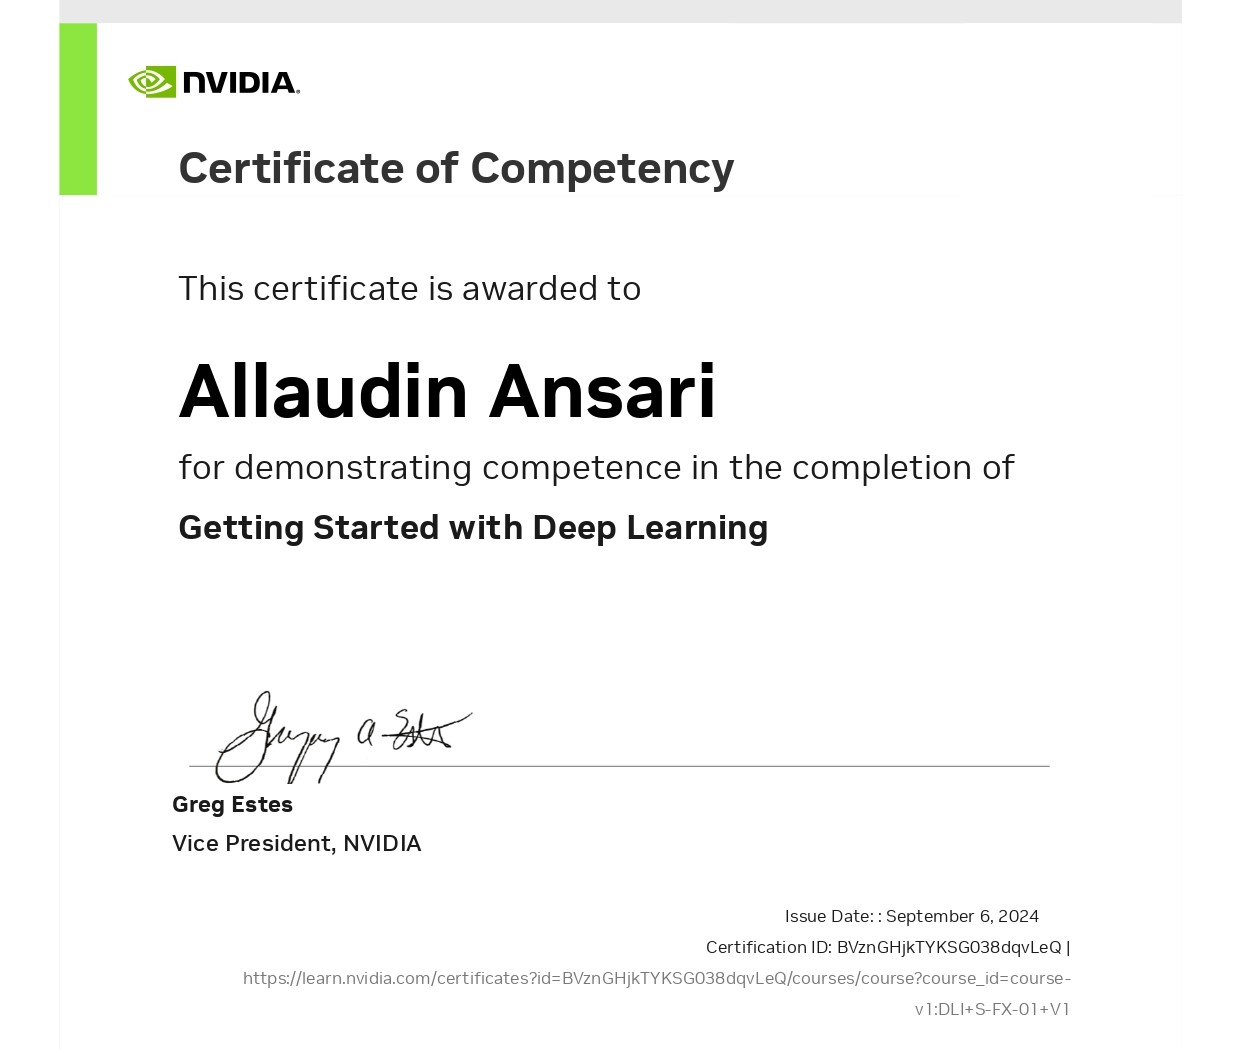 NVIDIA.
Certificate of Competency
This certificate is awarded to
Allaudin Ansari
for demonstrating competence in the completion of
Getting Started with Deep Learning
Greg Estes
Vice President, NVIDIA
Issue Date: : September 6, 2024
Certification ID: BVznGHjkTYKSG038dqvLeQ |
https://learn.nvidia.com/certificates?id=BVznGHjkTYKSG038dqvLeQ/courses/course?course_id=course-
v1:DLI+S-FX-01+V1